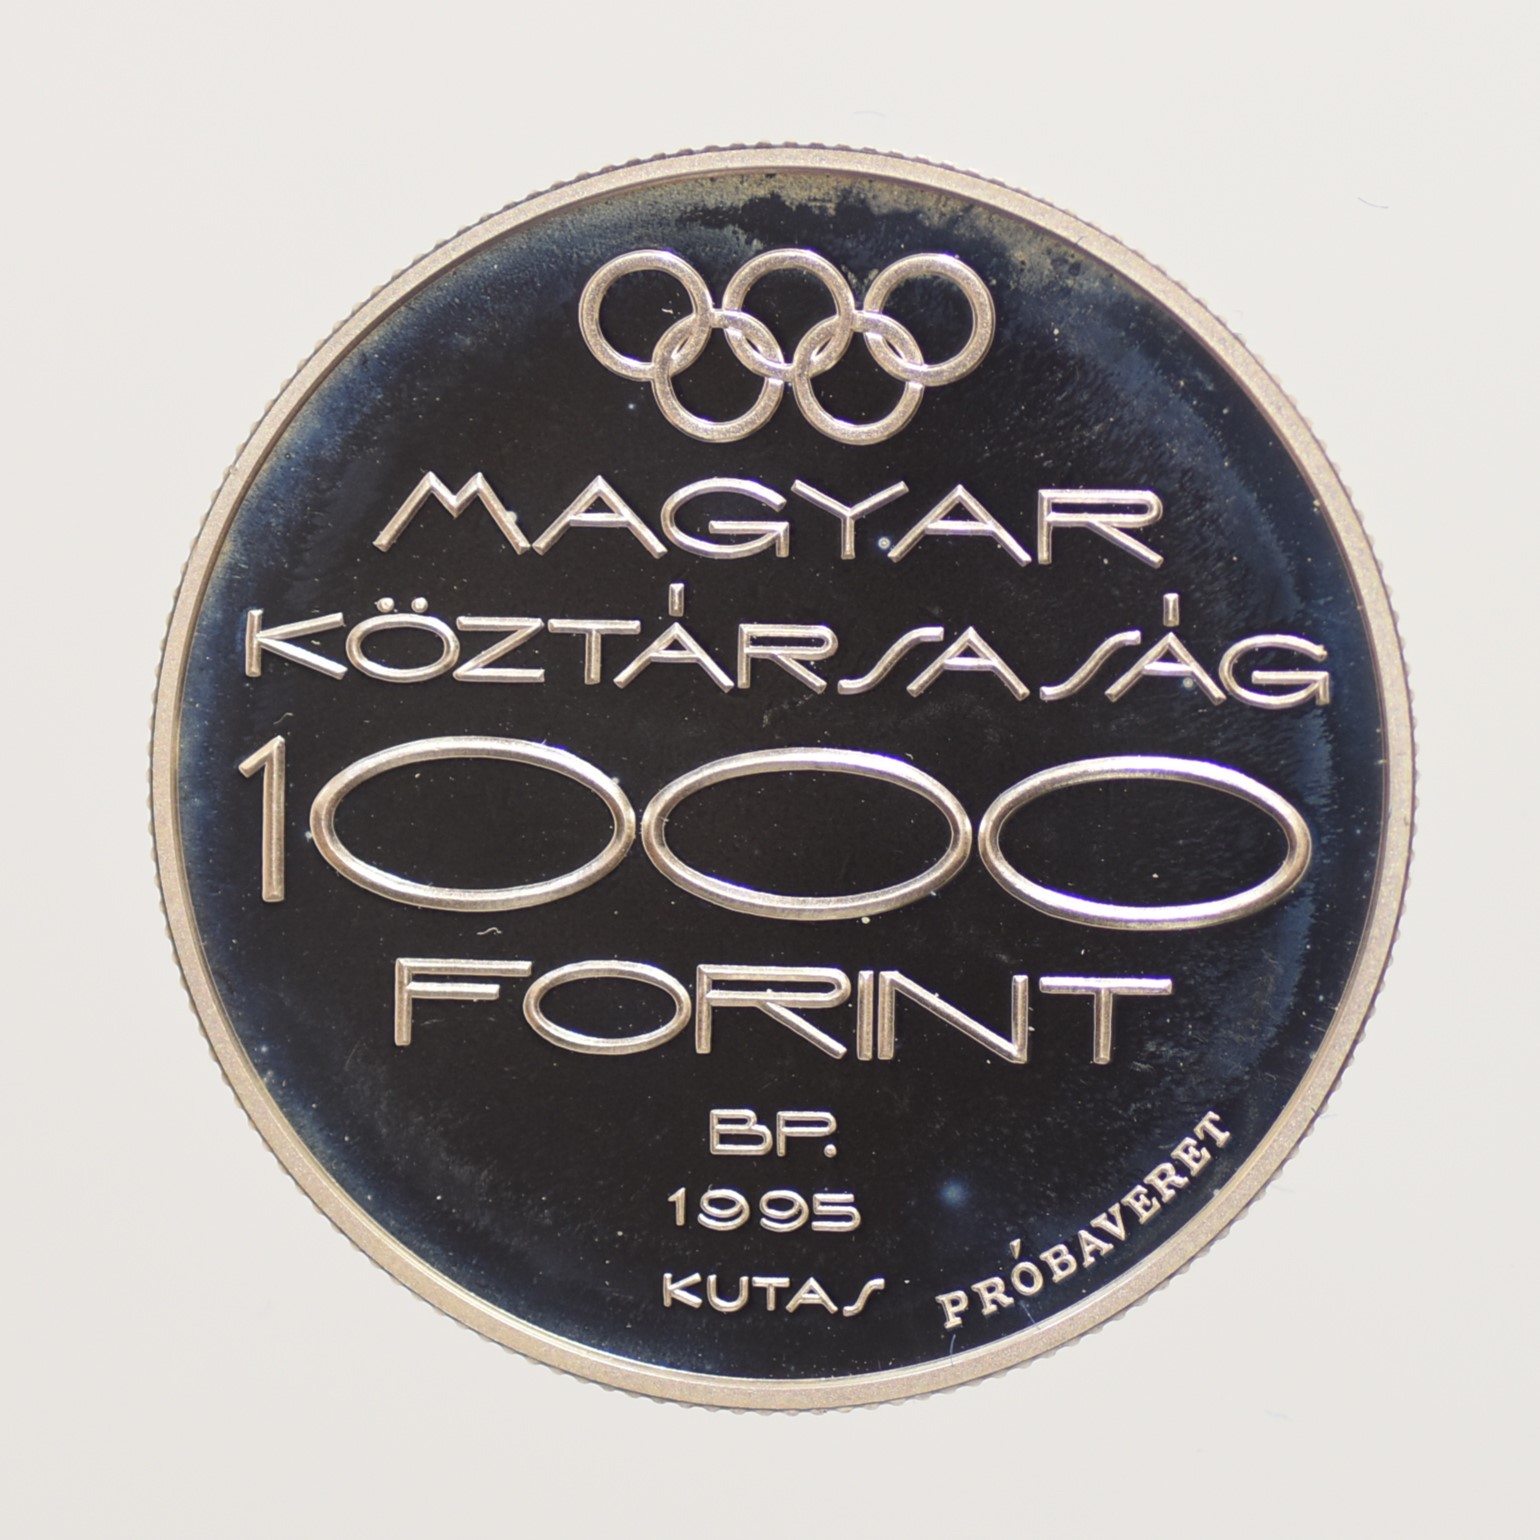 MAGYAR
KÖZTÁRSASÁG
1000
FORINT
BP.
1995
KUTAS
PRÓBAVERET